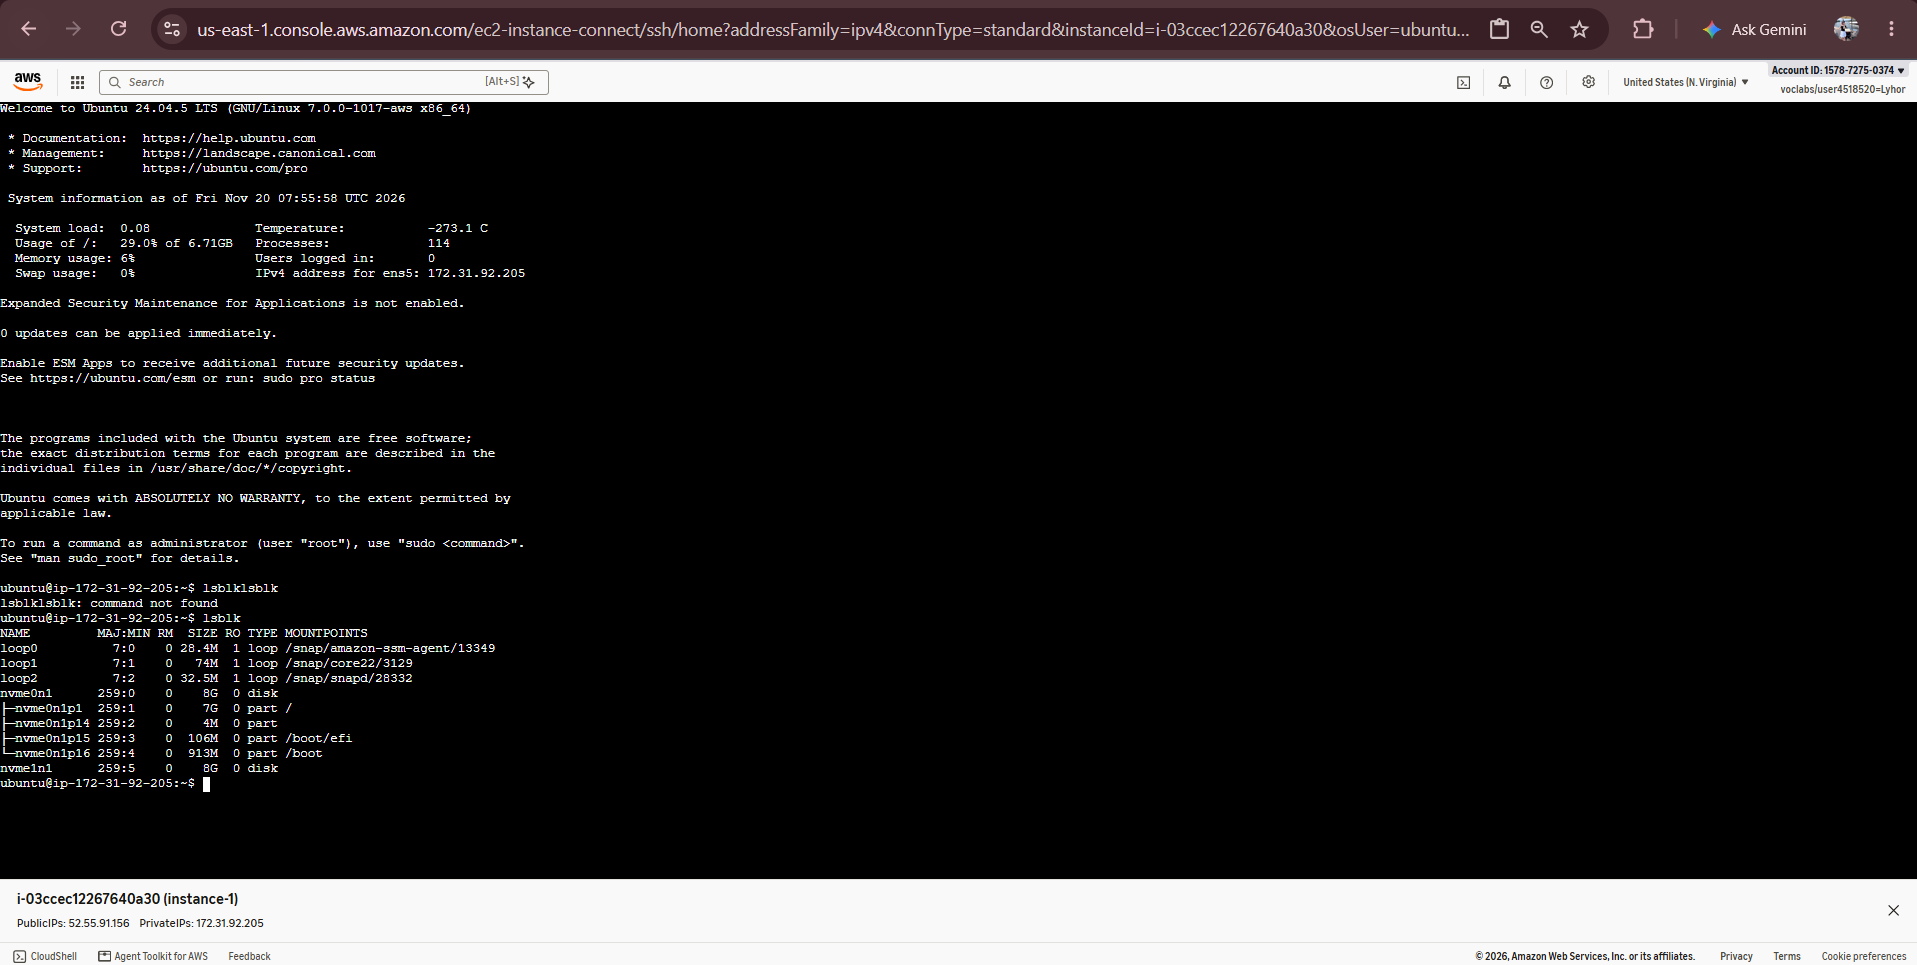 us-east-1.console.aws.amazon.com/ec2-instance-connect/ssh/home?addressFamily=ipv4&connType=standard&instanceId=i-03ccec12267640a30&osUser=ubuntu...
Ask Gemini
aws
Search
[Alt+S]
United States (N. Virginia)
Account ID: 1578-7275-0374
voclabs/user4518520=Lyhor
Welcome to Ubuntu 24.04.5 LTS (GNU/Linux 7.0.0-1017-aws x86_64)
* Documentation:  https://help.ubuntu.com
* Management:     https://landscape.canonical.com
* Support:        https://ubuntu.com/pro
System information as of Fri Nov 20 07:55:58 UTC 2026
System load:  0.08              Temperature:           -273.1 C
Usage of /:   29.0% of 6.71GB   Processes:             114
Memory usage: 6%                Users logged in:       0
Swap usage:   0%                IPv4 address for ens5: 172.31.92.205
Expanded Security Maintenance for Applications is not enabled.
0 updates can be applied immediately.
Enable ESM Apps to receive additional future security updates.
See https://ubuntu.com/esm or run: sudo pro status
The programs included with the Ubuntu system are free software;
the exact distribution terms for each program are described in the
individual files in /usr/share/doc/*/copyright.
Ubuntu comes with ABSOLUTELY NO WARRANTY, to the extent permitted by
applicable law.
To run a command as administrator (user "root"), use "sudo <command>".
See "man sudo_root" for details.
ubuntu@ip-172-31-92-205:~$ lsblklsblk
lsblklsblk: command not found
ubuntu@ip-172-31-92-205:~$ lsblk
NAME         MAJ:MIN RM  SIZE RO TYPE MOUNTPOINTS
loop0          7:0    0 28.4M  1 loop /snap/amazon-ssm-agent/13349
loop1          7:1    0   74M  1 loop /snap/core22/3129
loop2          7:2    0 32.5M  1 loop /snap/snapd/28332
nvme0n1      259:0    0    8G  0 disk
├─nvme0n1p1  259:1    0    7G  0 part /
├─nvme0n1p14 259:2    0    4M  0 part
├─nvme0n1p15 259:3    0  106M  0 part /boot/efi
└─nvme0n1p16 259:4    0  913M  0 part /boot
nvme1n1      259:5    0    8G  0 disk
ubuntu@ip-172-31-92-205:~$
i-03ccec12267640a30 (instance-1)
PublicIPs: 52.55.91.156   PrivateIPs: 172.31.92.205
CloudShell
Agent Toolkit for AWS
Feedback
© 2026, Amazon Web Services, Inc. or its affiliates.
Privacy
Terms
Cookie preferences